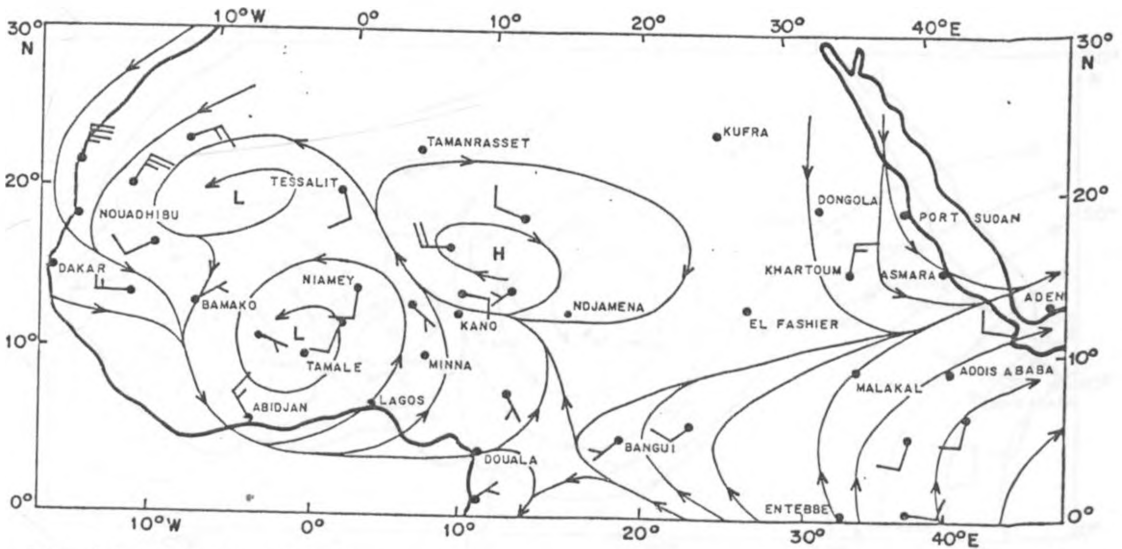 10°W 0° 10° 20° 30° 40°E
30° 30°
N N
TAMANRASSET
KUFRA
20° TESSALIT L 20°
DONGOLA
NOUADHIBU
PORT SUDAN
H
DAKAR NIAMEY KHARTOUM ASMARA
BAMAKO NDJAMENA ADEN
KANO EL FASHIER
L
10° TAMALE MINNA 10°
ADDIS ABABA
MALAKAL
ABIDJAN LAGOS
DOUALA BANGUI
0° ENTEBBE 0°
10°W 0° 10° 20° 30° 40°E